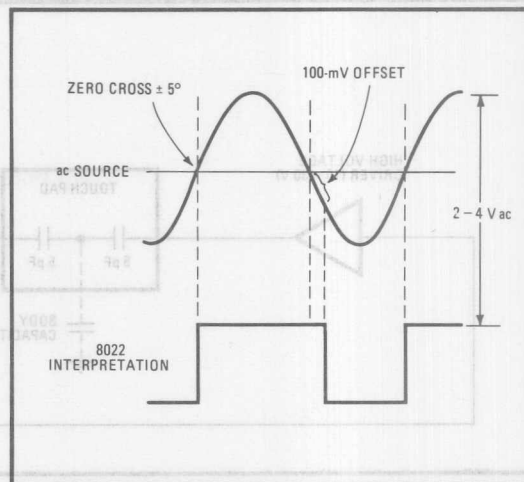 100-mV OFFSET
ZERO CROSS ± 5°
ac SOURCE
2 – 4 V ac
8022
INTERPRETATION